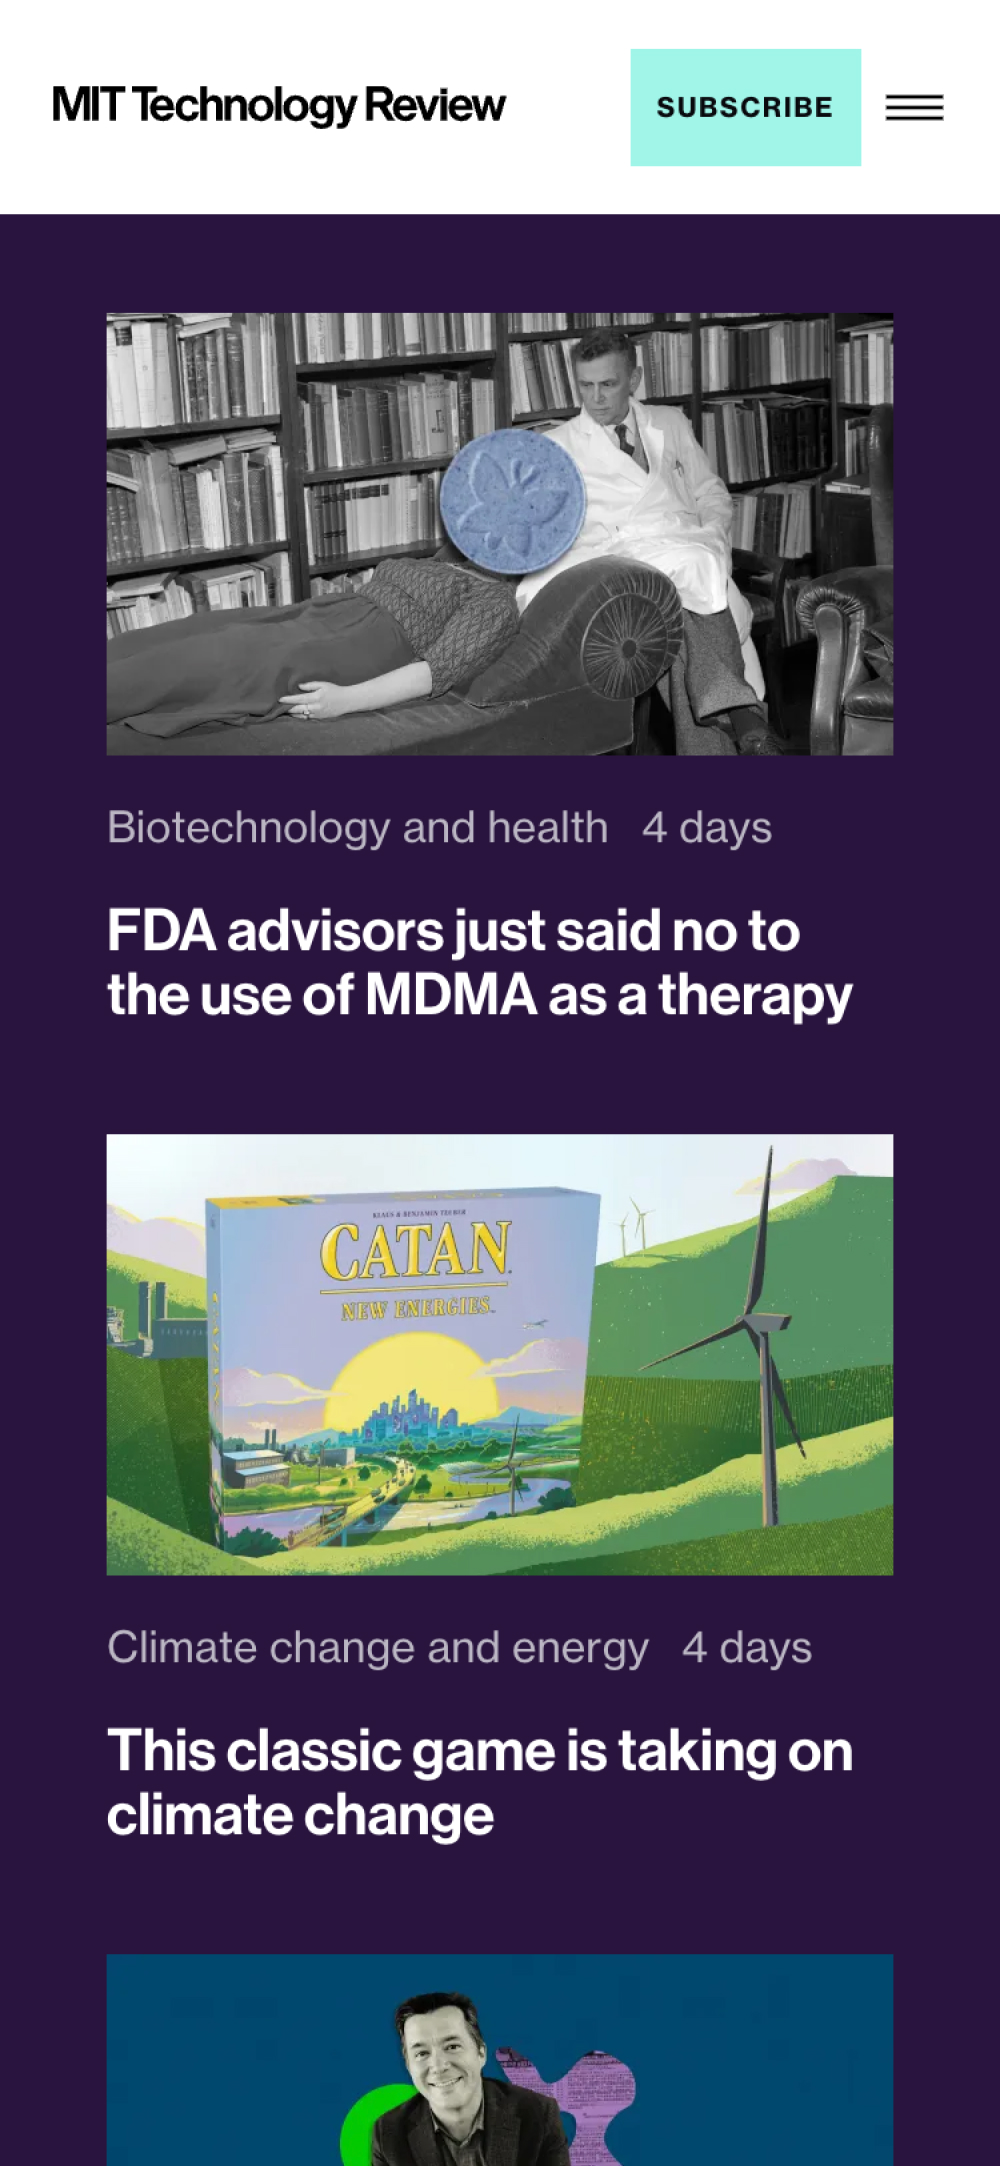 MIT Technology Review
SUBSCRIBE
Biotechnology and health 4 days
FDA advisors just said no to
the use of MDMA as a therapy
KLAUS & BENJAMIN TEUBER
CATAN
NEW ENERGIES
Climate change and energy 4 days
This classic game is taking on
climate change